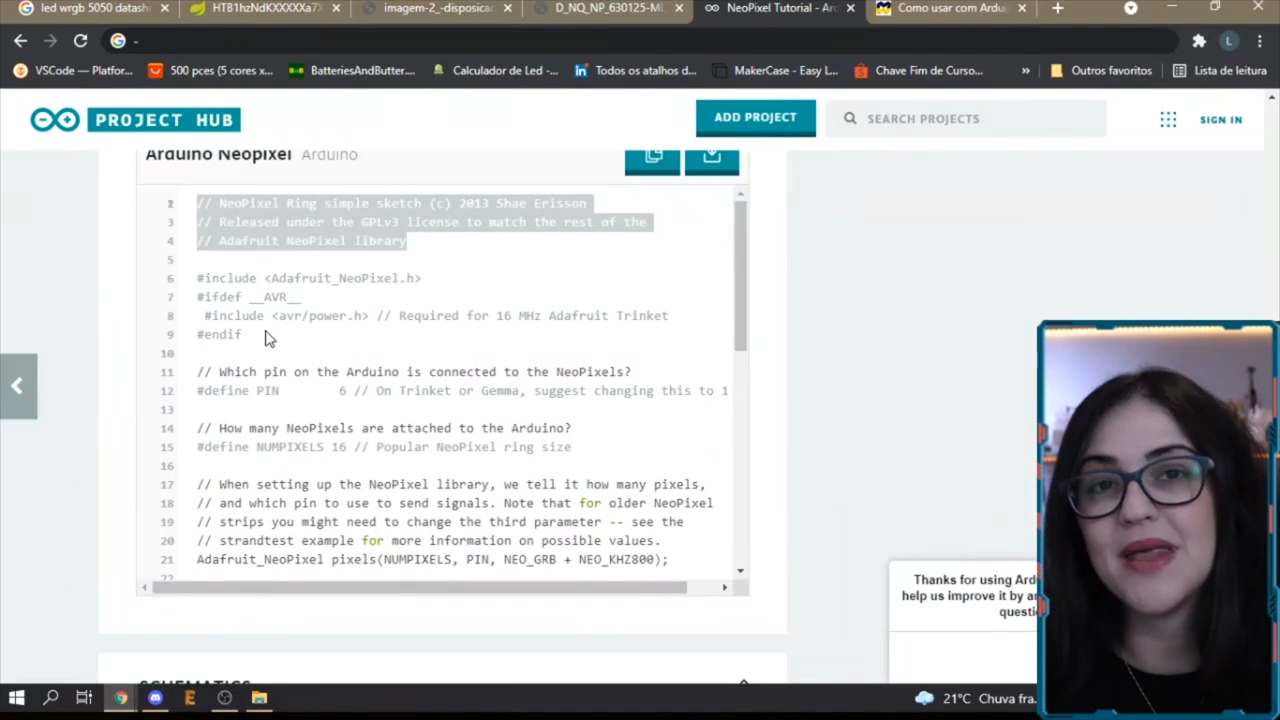 led wrgb 5050 datash
HTB1hzNdKXXXXXa7X
imagem-2_-disposicao
D_NQ_NP_630125-ML
NeoPixel Tutorial - Ard
Como usar com Ardui
VSCode — Platfor...
500 pces (5 cores x...
BatteriesAndButter...
Calculador de Led -...
Todos os atalhos d...
MakerCase - Easy L...
Chave Fim de Curso...
»
Outros favoritos
Lista de leitura
PROJECT HUB
ADD PROJECT
SEARCH PROJECTS
SIGN IN
Arduino Neopixel Arduino
2 // NeoPixel Ring simple sketch (c) 2013 Shae Erisson
3 // Released under the GPLv3 license to match the rest of the
4 // Adafruit NeoPixel library
5
6 #include <Adafruit_NeoPixel.h>
7 #ifdef __AVR__
8 #include <avr/power.h> // Required for 16 MHz Adafruit Trinket
9 #endif
10
11 // Which pin on the Arduino is connected to the NeoPixels?
12 #define PIN 6 // On Trinket or Gemma, suggest changing this to 1
13
14 // How many NeoPixels are attached to the Arduino?
15 #define NUMPIXELS 16 // Popular NeoPixel ring size
16
17 // When setting up the NeoPixel library, we tell it how many pixels,
18 // and which pin to use to send signals. Note that for older NeoPixel
19 // strips you might need to change the third parameter -- see the
20 // strandtest example for more information on possible values.
21 Adafruit_NeoPixel pixels(NUMPIXELS, PIN, NEO_GRB + NEO_KHZ800);
22
Thanks for using Ard
help us improve it by an
questi
SCHEMATICS
21°C Chuva fra.